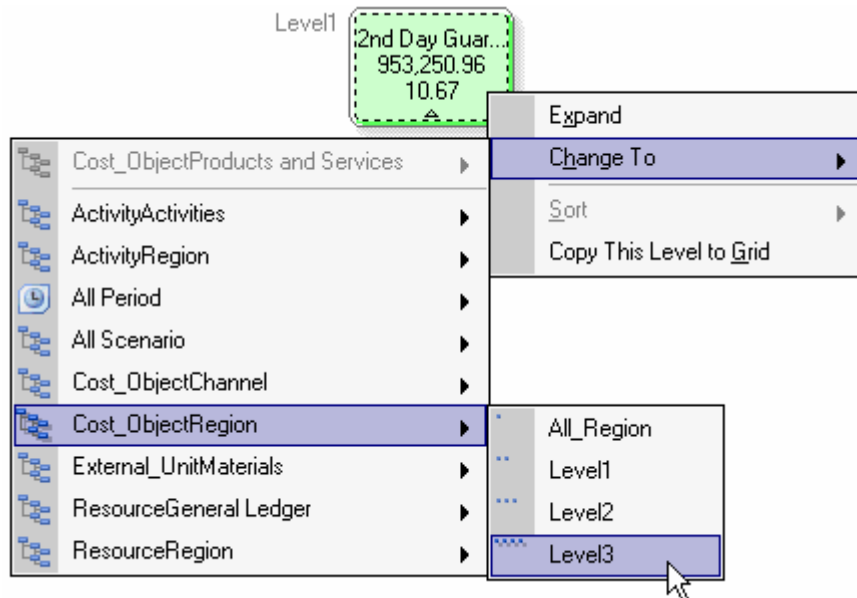 Level1
2nd Day Guar...
953,250.96
10.67
Expand
Change To
Sort
Copy This Level to Grid
Cost_ObjectProducts and Services
ActivityActivities
ActivityRegion
All Period
All Scenario
Cost_ObjectChannel
Cost_ObjectRegion
External_UnitMaterials
ResourceGeneral Ledger
ResourceRegion
All_Region
Level1
Level2
Level3